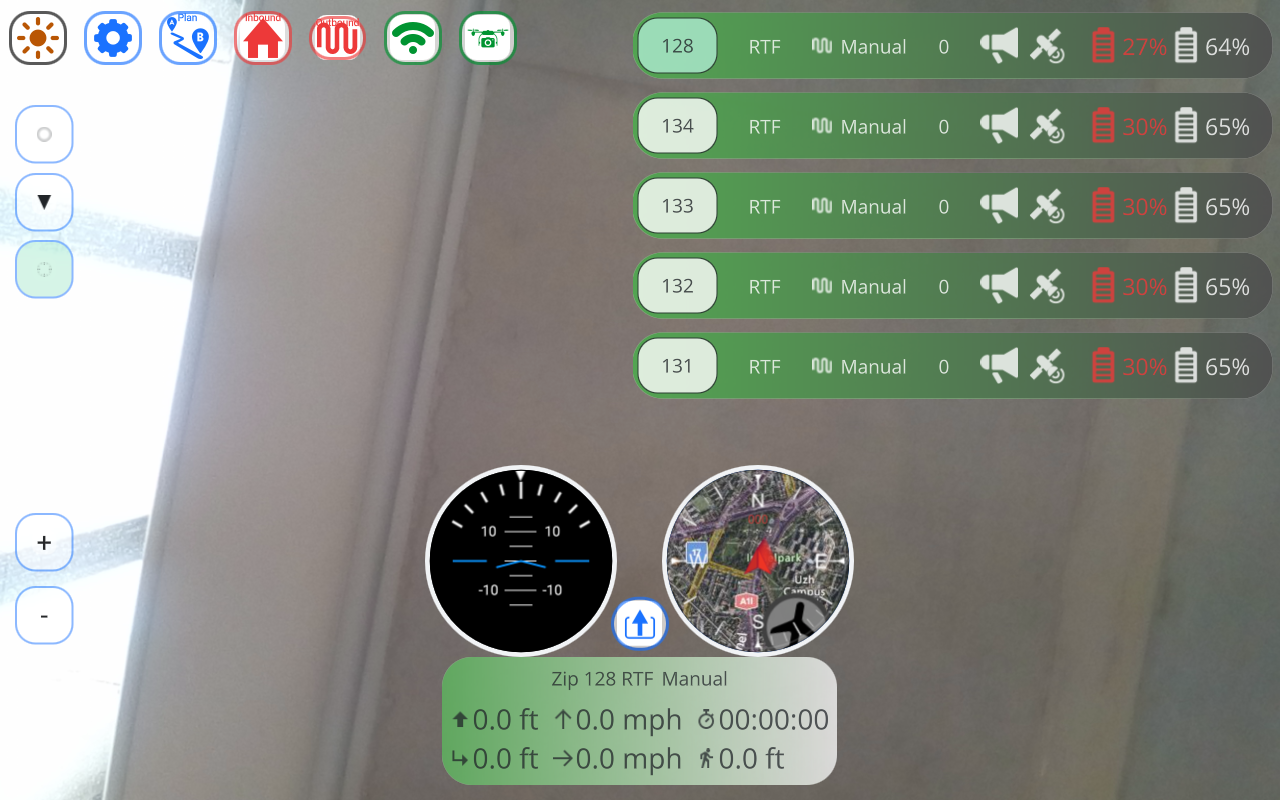 Plan
A
B
Inbound
Outbound
128 RTF Manual 0 27% 64%
134 RTF Manual 0 30% 65%
133 RTF Manual 0 30% 65%
132 RTF Manual 0 30% 65%
131 RTF Manual 0 30% 65%
+
-
10 10
-10 -10
N
W
E
S
park
Uzh
Campus
A1l
Zip 128 RTF Manual
0.0 ft 0.0 mph 00:00:00
0.0 ft 0.0 mph 0.0 ft